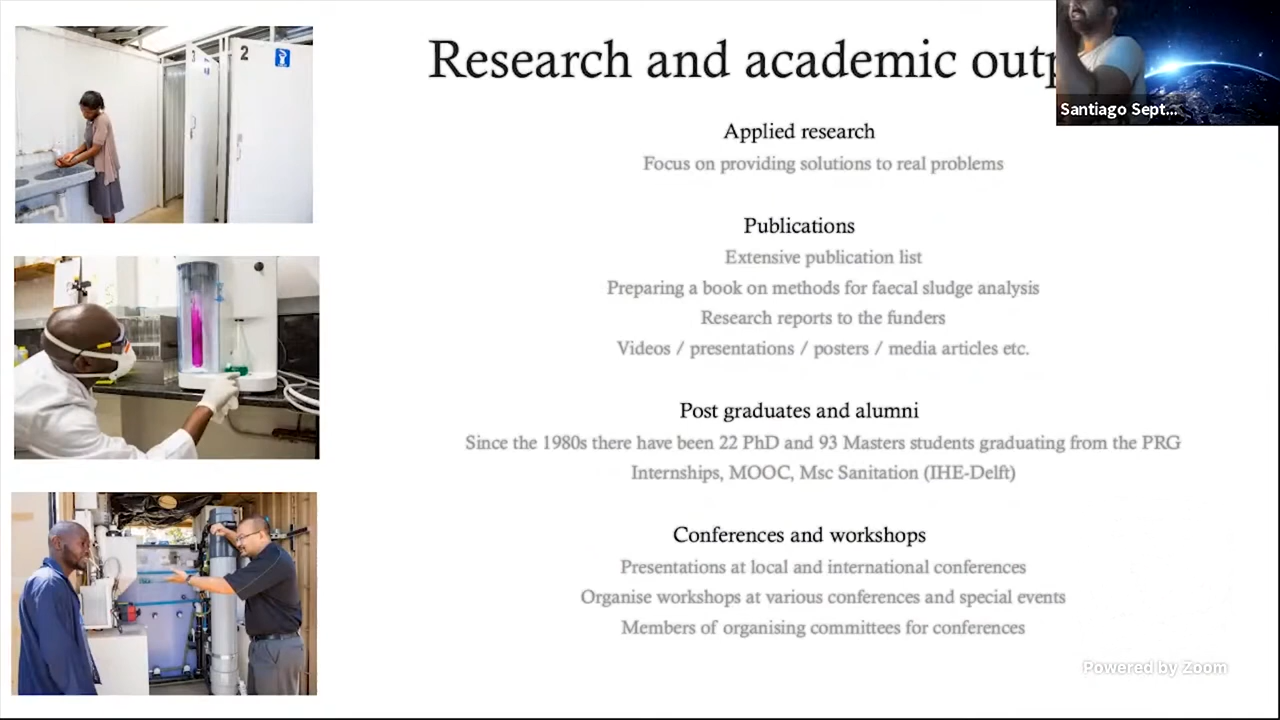 Research and academic outp
Santiago Sept...
Applied research
Focus on providing solutions to real problems
Publications
Extensive publication list
Preparing a book on methods for faecal sludge analysis
Research reports to the funders
Videos / presentations / posters / media articles etc.
Post graduates and alumni
Since the 1980s there have been 22 PhD and 93 Masters students graduating from the PRG
Internships, MOOC, Msc Sanitation (IHE-Delft)
Conferences and workshops
Presentations at local and international conferences
Organise workshops at various conferences and special events
Members of organising committees for conferences
Powered by Zoom
3
2